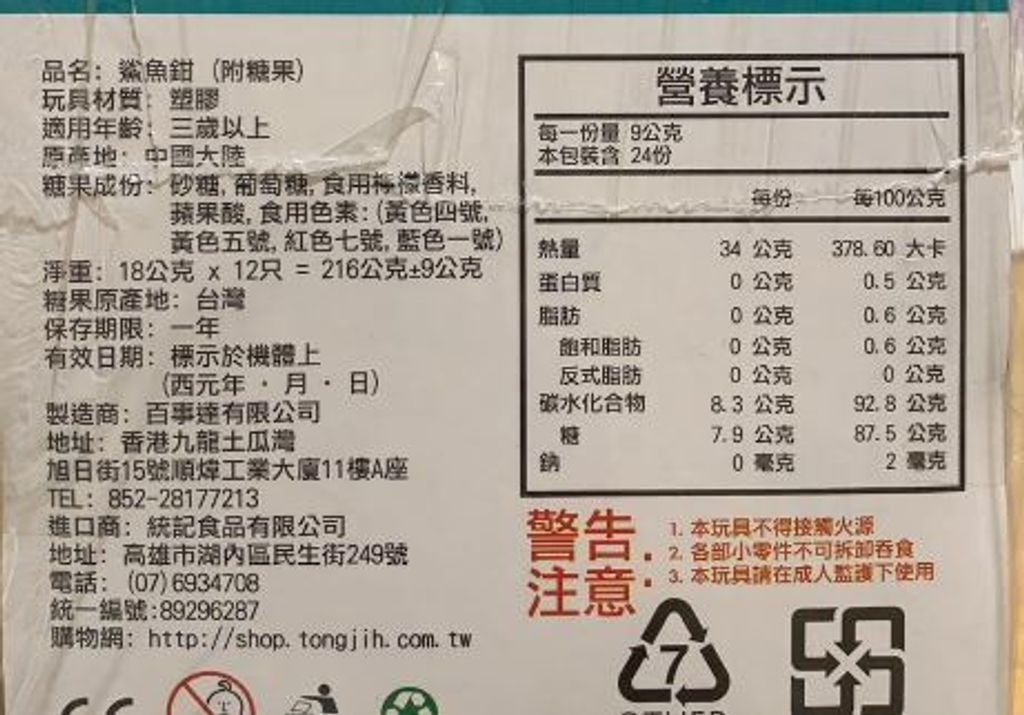 品名：鯊魚鉗（附糖果）
玩具材質：塑膠
適用年齡：三歲以上
原產地：中國大陸
糖果成份：砂糖, 葡萄糖, 食用檸檬香料,
蘋果酸, 食用色素：(黃色四號,
黃色五號, 紅色七號, 藍色一號)
淨重：18公克 x 12只 = 216公克±9公克
糖果原產地：台灣
保存期限：一年
有效日期：標示於機體上
(西元年．月．日)
製造商：百事達有限公司
地址：香港九龍土瓜灣
旭日街15號順煒工業大廈11樓A座
TEL：852-28177213
進口商：統記食品有限公司
地址：高雄市湖內區民生街249號
電話：(07)6934708
統一編號:89296287
購物網：http://shop.tongjih.com.tw
營養標示
每一份量 9公克
本包裝含 24份
每份 每100公克
熱量 34 公克 378.60 大卡
蛋白質 0 公克 0.5 公克
脂肪 0 公克 0.6 公克
飽和脂肪 0 公克 0.6 公克
反式脂肪 0 公克 0 公克
碳水化合物 8.3 公克 92.8 公克
糖 7.9 公克 87.5 公克
鈉 0 毫克 2 毫克
警告．注意：
1. 本玩具不得接觸火源
2. 各部小零件不可拆卸吞食
3. 本玩具請在成人監護下使用
7